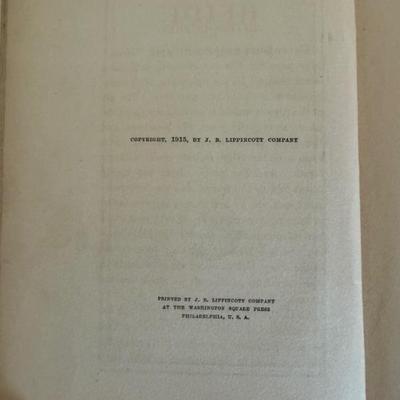 COPYRIGHT, 1915, BY J. B. LIPPINCOTT COMPANY
PRINTED BY J. B. LIPPINCOTT COMPANY
AT THE WASHINGTON SQUARE PRESS
PHILADELPHIA, U. S. A.